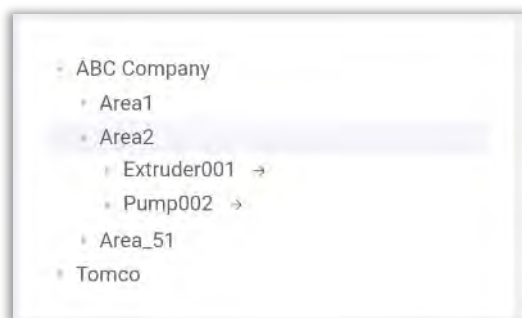 ABC Company
Area1
Area2
Extruder001 →
Pump002 →
Area_51
Tomco